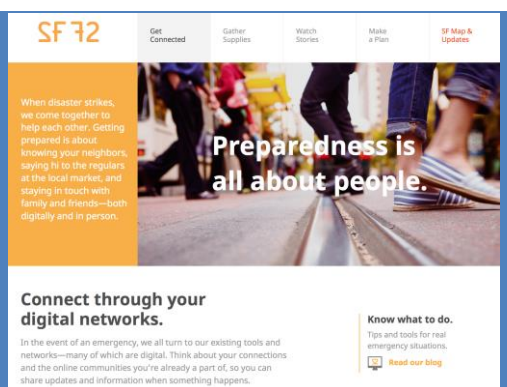 SF72
Get
Connected
Gather
Supplies
Watch
Stories
Make
a Plan
SF Map &
Updates
When disaster strikes,
we come together to
help each other. Getting
prepared is about
knowing your neighbors,
saying hi to the regulars
at the local market, and
staying in touch with
family and friends—both
digitally and in person.
Preparedness is
all about people.
Connect through your
digital networks.
In the event of an emergency, we all turn to our existing tools and
networks—many of which are digital. Think about your connections
and the online communities you're already a part of, so you can
share updates and information when something happens.
Know what to do.
Tips and tools for real
emergency situations.
Read our blog